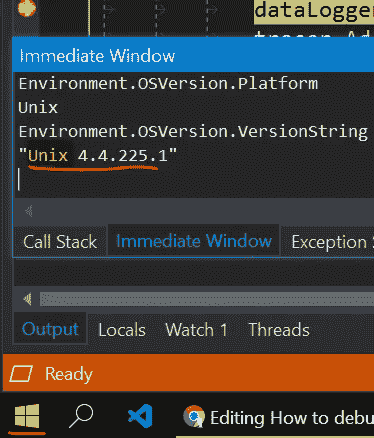 dataLogge
tracer.Ad
Immediate Window
Environment.OSVersion.Platform
Unix
Environment.OSVersion.VersionString
"Unix 4.4.225.1"
Call Stack Immediate Window Exception S
Output Locals Watch 1 Threads
Ready
Editing How to debu